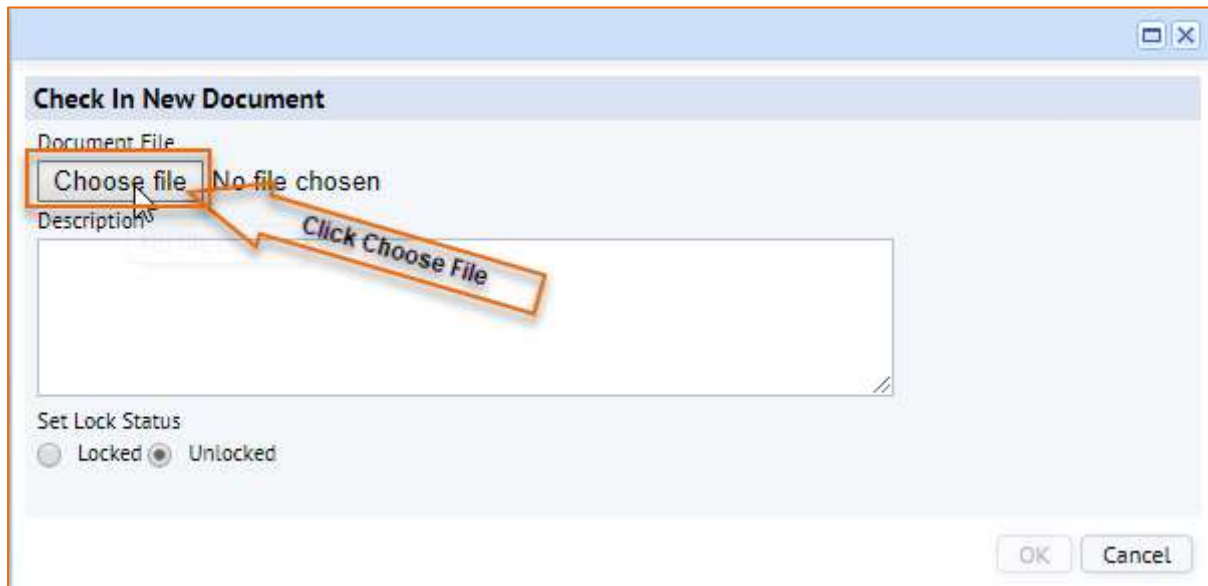 Check In New Document
Document File
Choose file No file chosen
Description
Click Choose File
Set Lock Status
Locked Unlocked
OK Cancel